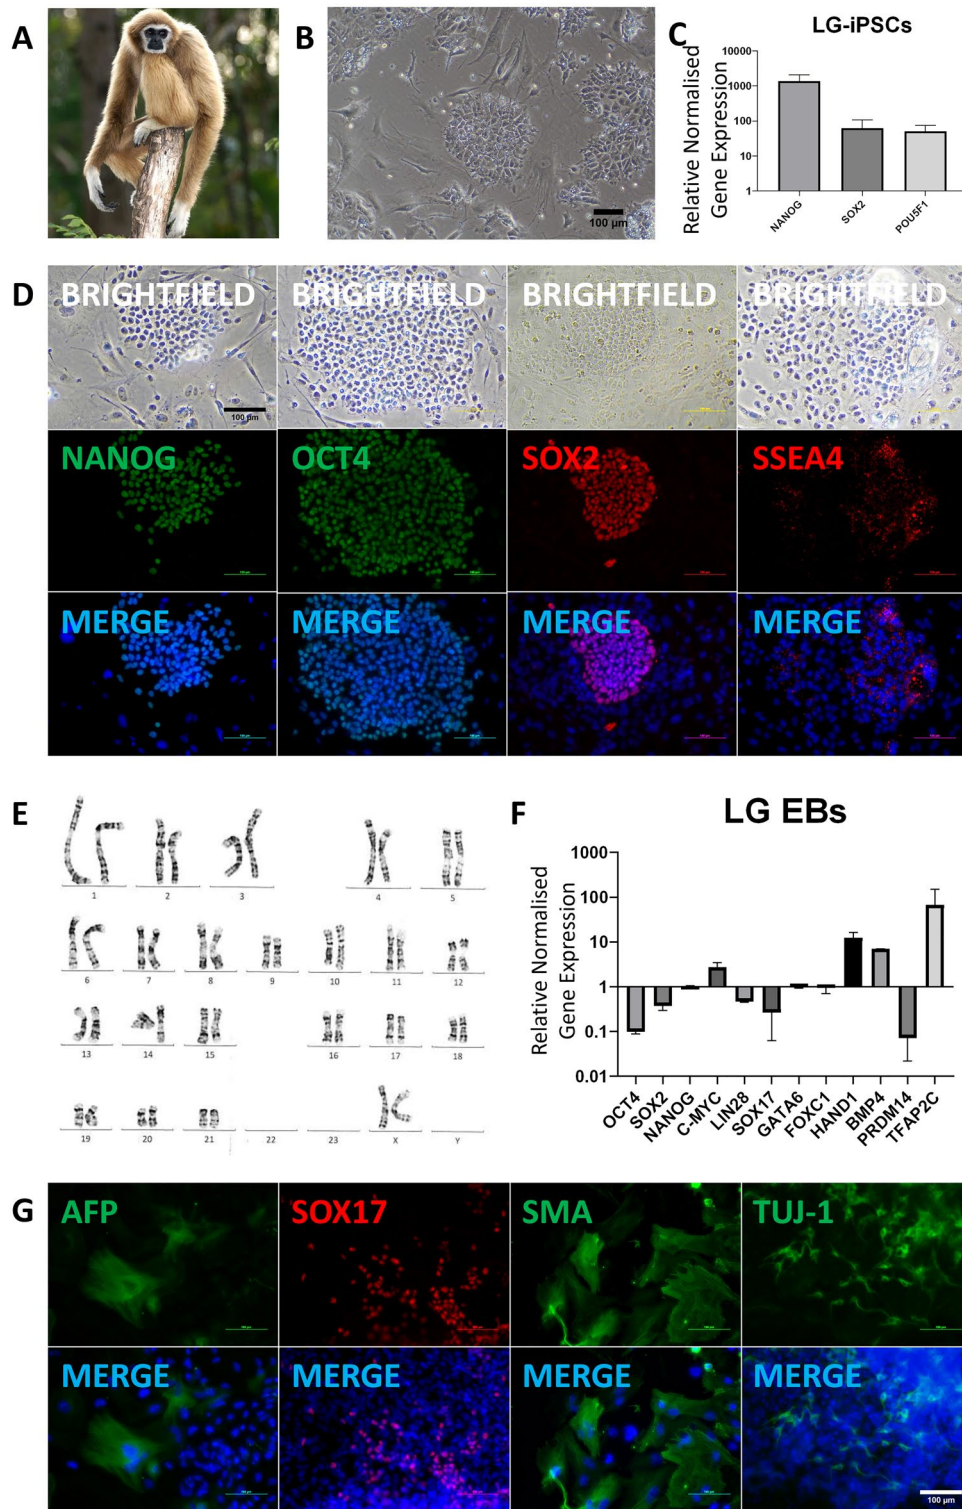 A
B
100 µm
C
LG-iPSCs
Relative Normalised
Gene Expression
10000
1000
100
10
1
NANOG
SOX2
POU5F1
D
BRIGHTFIELD
BRIGHTFIELD
BRIGHTFIELD
BRIGHTFIELD
100 µm
NANOG
OCT4
SOX2
SSEA4
MERGE
MERGE
MERGE
MERGE
E
1
2
3
4
5
6
7
8
9
10
11
12
13
14
15
16
17
18
19
20
21
22
23
X
Y
F
LG EBs
Relative Normalised
Gene Expression
1000
100
10
1
0.1
0.01
OCT4
SOX2
NANOG
C-MYC
LIN28
SOX17
GATA6
FOXC1
HAND1
BMP4
PRDM14
TFAP2C
G
AFP
SOX17
SMA
TUJ-1
MERGE
MERGE
MERGE
MERGE
100 µm